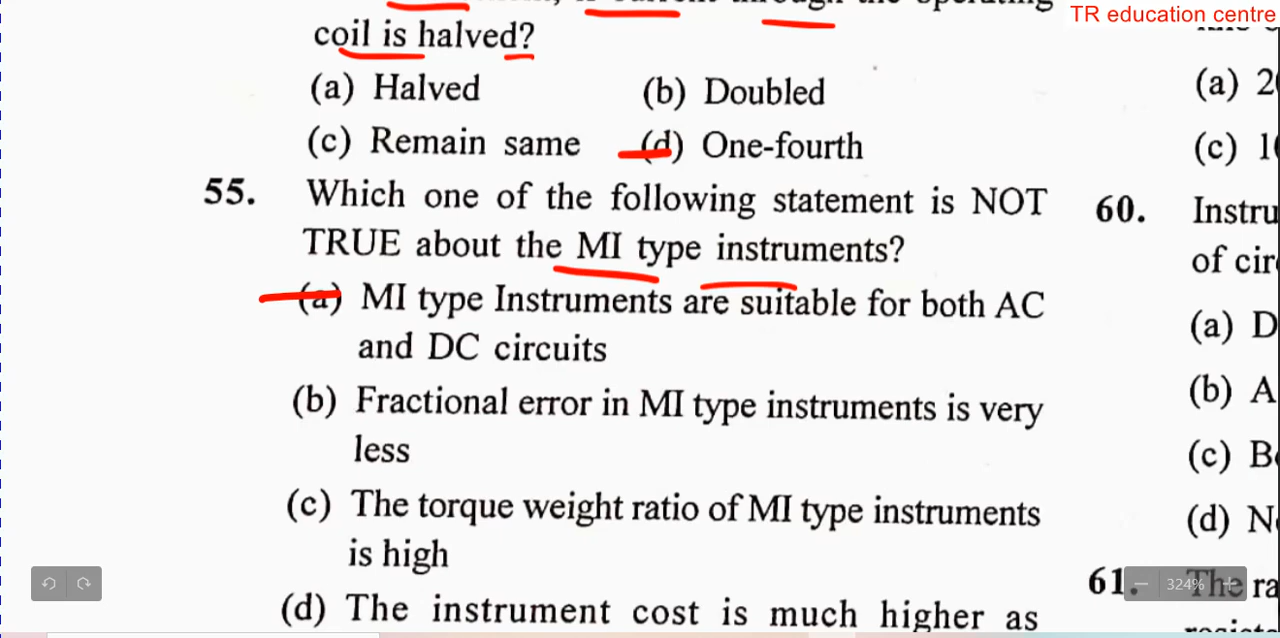 TR education centre
coil is halved?
(a) Halved (b) Doubled
(c) Remain same (d) One-fourth
55. Which one of the following statement is NOT
TRUE about the MI type instruments?
(a) MI type Instruments are suitable for both AC
and DC circuits
(b) Fractional error in MI type instruments is very
less
(c) The torque weight ratio of MI type instruments
is high
(d) The instrument cost is much higher as
(a)
(c)
60.
of
(a)
(b)
(c)
(d)
61. The
324%